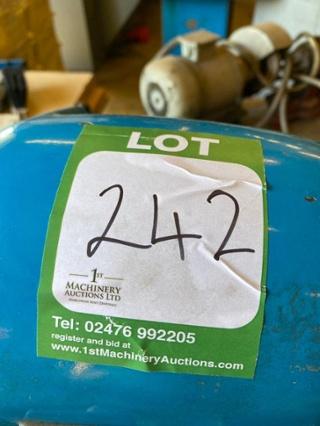 LOT
242
1ST
MACHINERY
AUCTIONS LTD
Tel: 02476 992205
register and bid at
www.1stMachineryAuctions.com